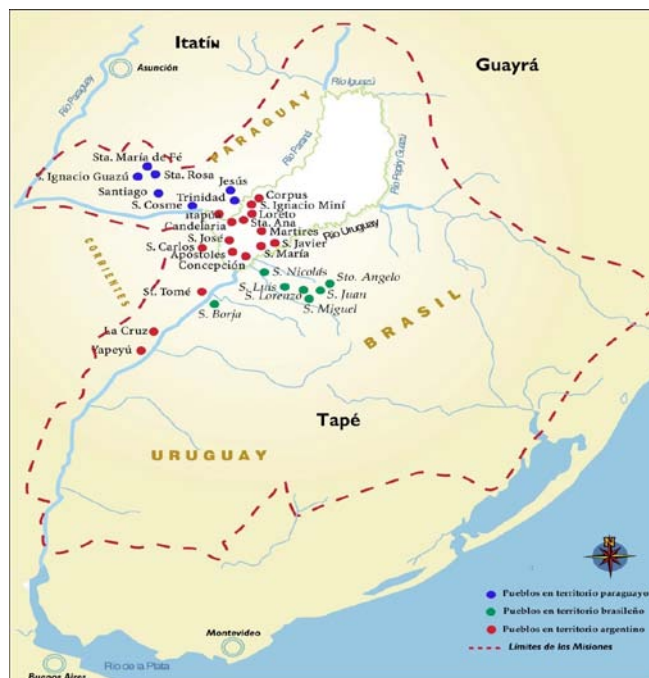 Itatín
Guayrá
Asunción
Río Paraguay
Río Iguazú
PARAGUAY
Río Paraná
Río Pepry Guazú
Sta. María de Fé
S. Ignacio Guazú
Sta. Rosa
Santiago
S. Cosme
Jesús
Trinidad
Corpus
S. Ignacio Miní
Itapúa
Loreto
Candelaria
Sta. Ana
Martires
Río Uruguay
S. José
S. Javier
S. Carlos
S. María
Apóstoles
Concepción
CORRIENTES
S. Nicolás
Sto. Angelo
S. Luis
S. Juan
S. Lorenzo
S. Miguel
St. Tomé
S. Borja
BRASIL
La Cruz
Yapeyú
Tapé
URUGUAY
N
Pueblos en territorio paraguayo
Pueblos en territorio brasileño
Pueblos en territorio argentino
Límites de las Misiones
Montevideo
Río de la Plata
Buenos Aires